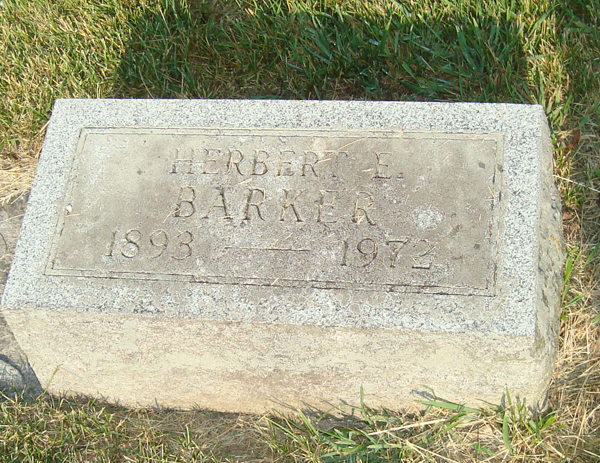 HERBERT E.
BARKER
1893 — 1972